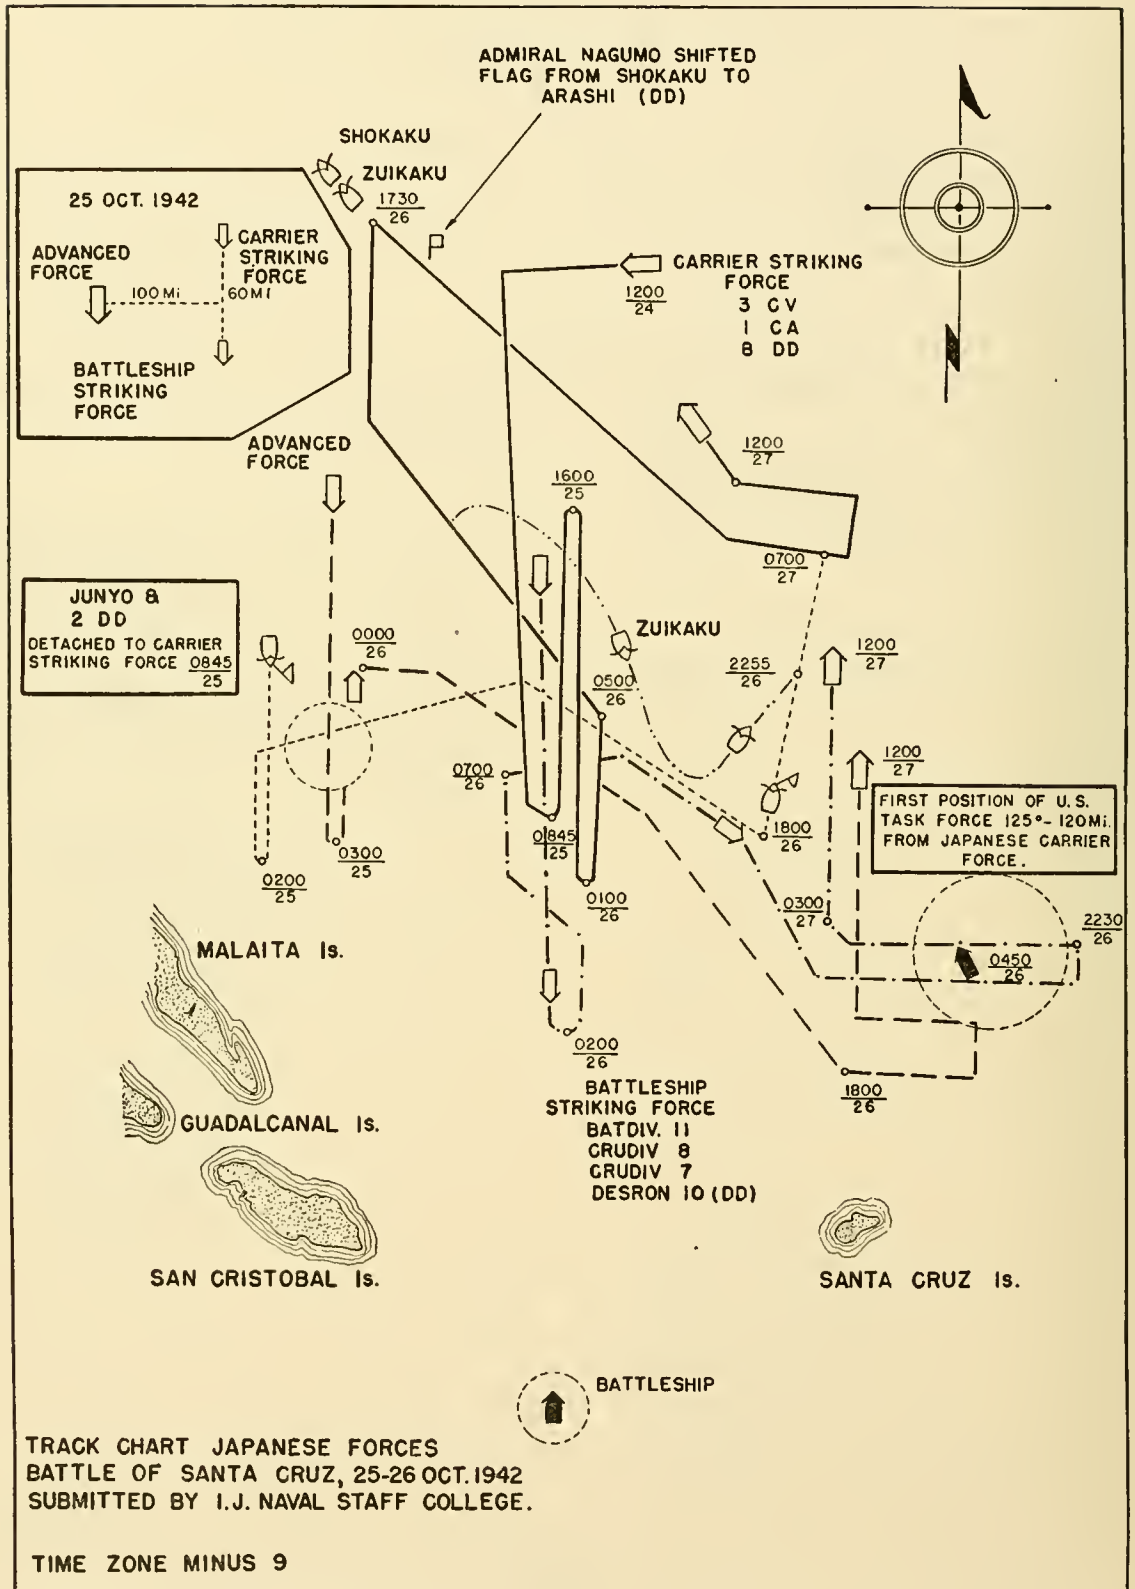 ADMIRAL NAGUMO SHIFTED
FLAG FROM SHOKAKU TO
ARASHI (DD)
SHOKAKU
ZUIKAKU
1730
26
25 OCT. 1942
ADVANCED
FORCE
CARRIER
STRIKING
FORCE
100 Mi
60 Mi
BATTLESHIP
STRIKING
FORCE
CARRIER STRIKING
FORCE
3 CV
1 CA
8 DD
1200
24
ADVANCED
FORCE
1200
27
1600
25
0700
27
JUNYO &
2 DD
DETACHED TO CARRIER
STRIKING FORCE 0845
25
0000
26
ZUIKAKU
0500
26
2255
26
1200
27
0700
26
1200
27
FIRST POSITION OF U.S.
TASK FORCE 125°-120Mi.
FROM JAPANESE CARRIER
FORCE.
0845
25
1800
26
0300
25
0200
25
0100
26
0300
27
2230
26
0450
26
MALAITA Is.
0200
26
1800
26
BATTLESHIP
STRIKING FORCE
BATDIV. 11
CRUDIV 8
CRUDIV 7
DESRON 10 (DD)
GUADALCANAL Is.
SAN CRISTOBAL Is.
SANTA CRUZ Is.
BATTLESHIP
TRACK CHART JAPANESE FORCES
BATTLE OF SANTA CRUZ, 25-26 OCT. 1942
SUBMITTED BY I.J. NAVAL STAFF COLLEGE.
TIME ZONE MINUS 9